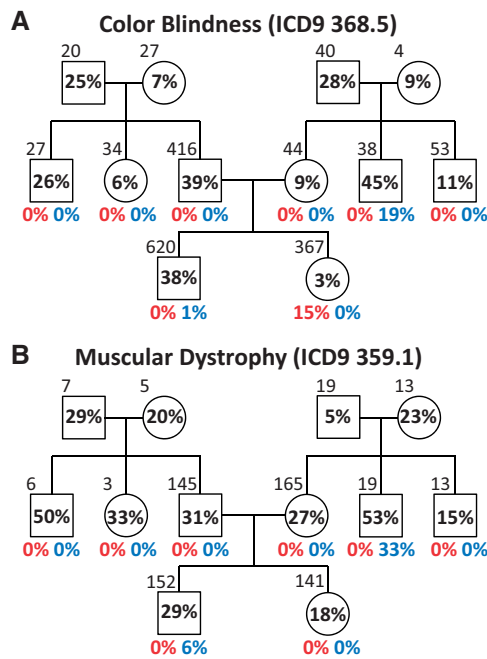 A Color Blindness (ICD9 368.5)
20 27 40 4
25% 7% 28% 9%
27 34 416 44 38 53
26% 6% 39% 9% 45% 11%
0% 0% 0% 0% 0% 0% 0% 0% 0% 19% 0% 0%
620 367
38% 3%
0% 1% 15% 0%
B Muscular Dystrophy (ICD9 359.1)
7 5 19 13
29% 20% 5% 23%
6 3 145 165 19 13
50% 33% 31% 27% 53% 15%
0% 0% 0% 0% 0% 0% 0% 0% 0% 33% 0% 0%
152 141
29% 18%
0% 6% 0% 0%